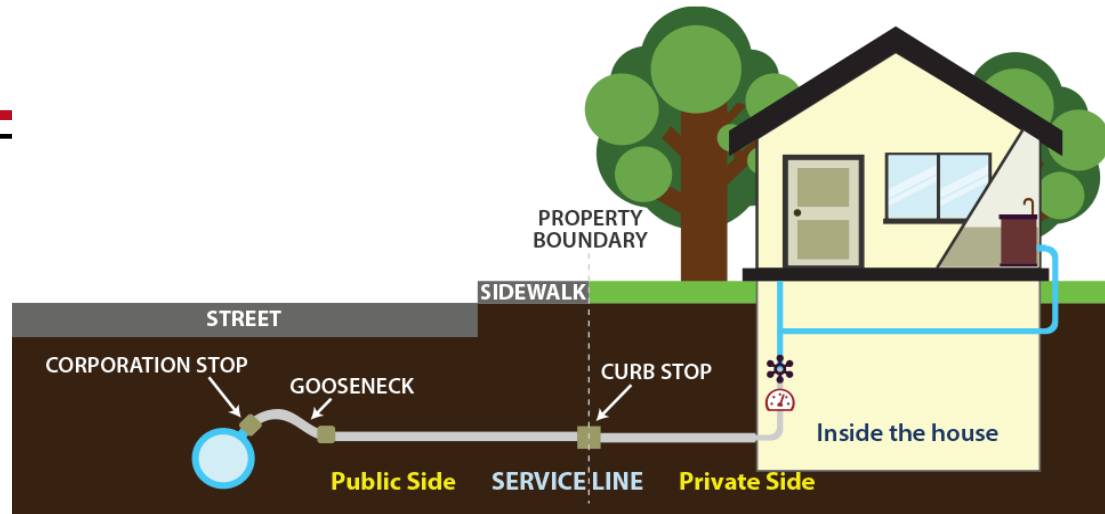 PROPERTY
BOUNDARY
SIDEWALK
STREET
CORPORATION STOP
GOOSENECK
CURB STOP
Inside the house
Public Side
SERVICE LINE
Private Side